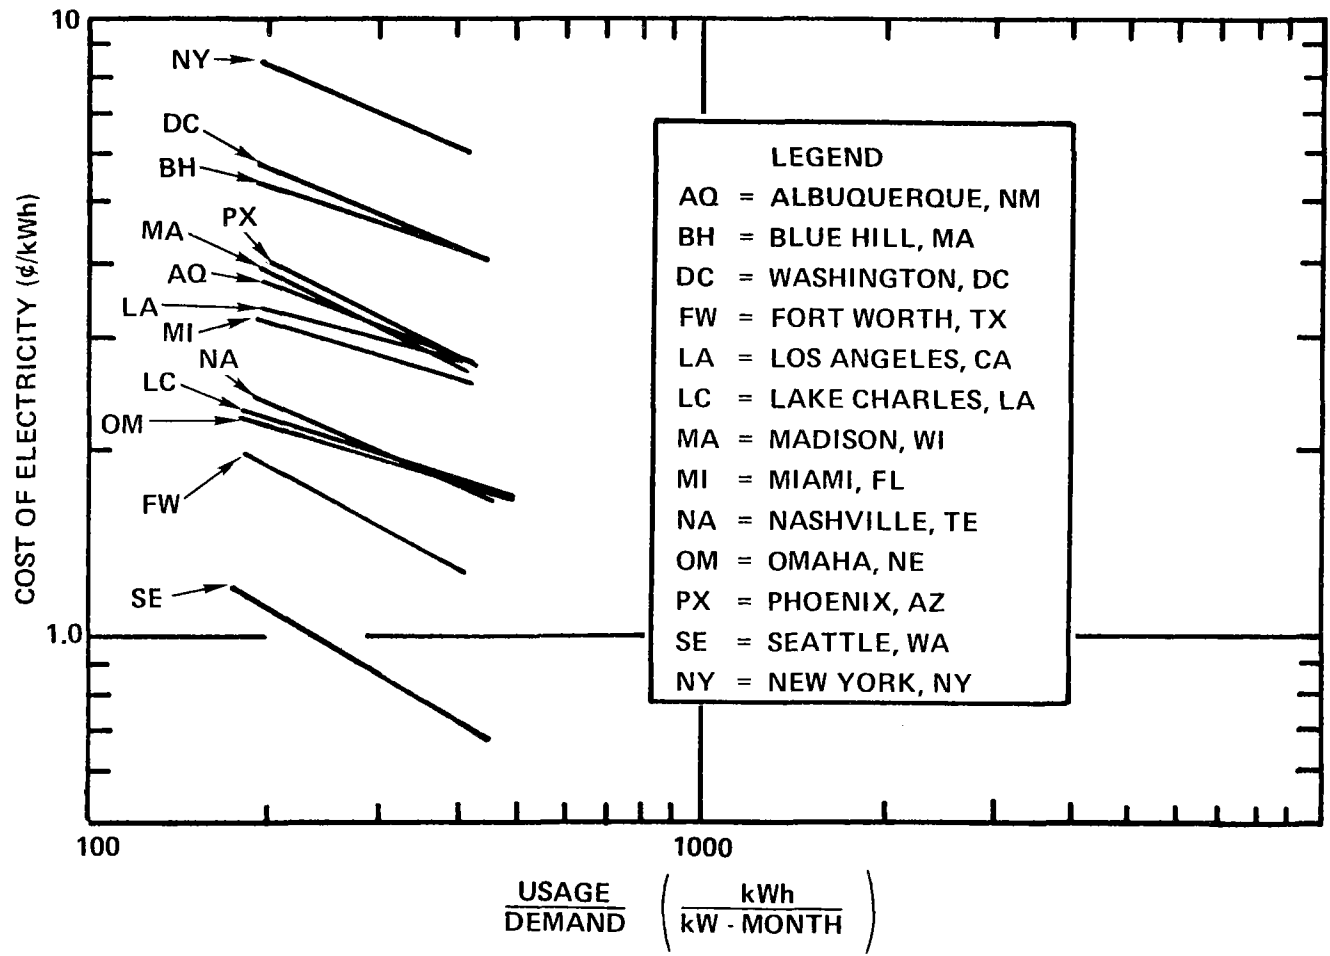 10
NY
DC
BH
PX
MA
AQ
LA
MI
NA
LC
OM
FW
SE
1.0
COST OF ELECTRICITY (¢/kWh)
LEGEND
AQ = ALBUQUERQUE, NM
BH = BLUE HILL, MA
DC = WASHINGTON, DC
FW = FORT WORTH, TX
LA = LOS ANGELES, CA
LC = LAKE CHARLES, LA
MA = MADISON, WI
MI = MIAMI, FL
NA = NASHVILLE, TE
OM = OMAHA, NE
PX = PHOENIX, AZ
SE = SEATTLE, WA
NY = NEW YORK, NY
100
1000
USAGE
DEMAND
kWh
kW - MONTH